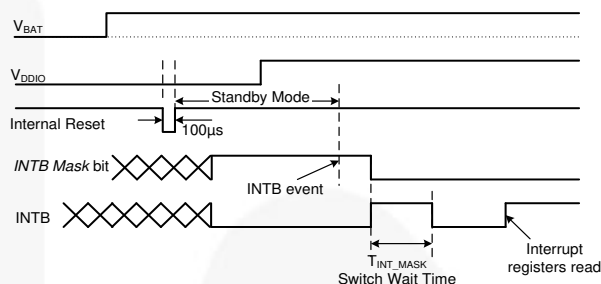 VBAT
VDDIO
Standby Mode
Internal Reset
100µs
INTB Mask bit
INTB event
INTB
TINT_MASK
Switch Wait Time
Interrupt
registers read